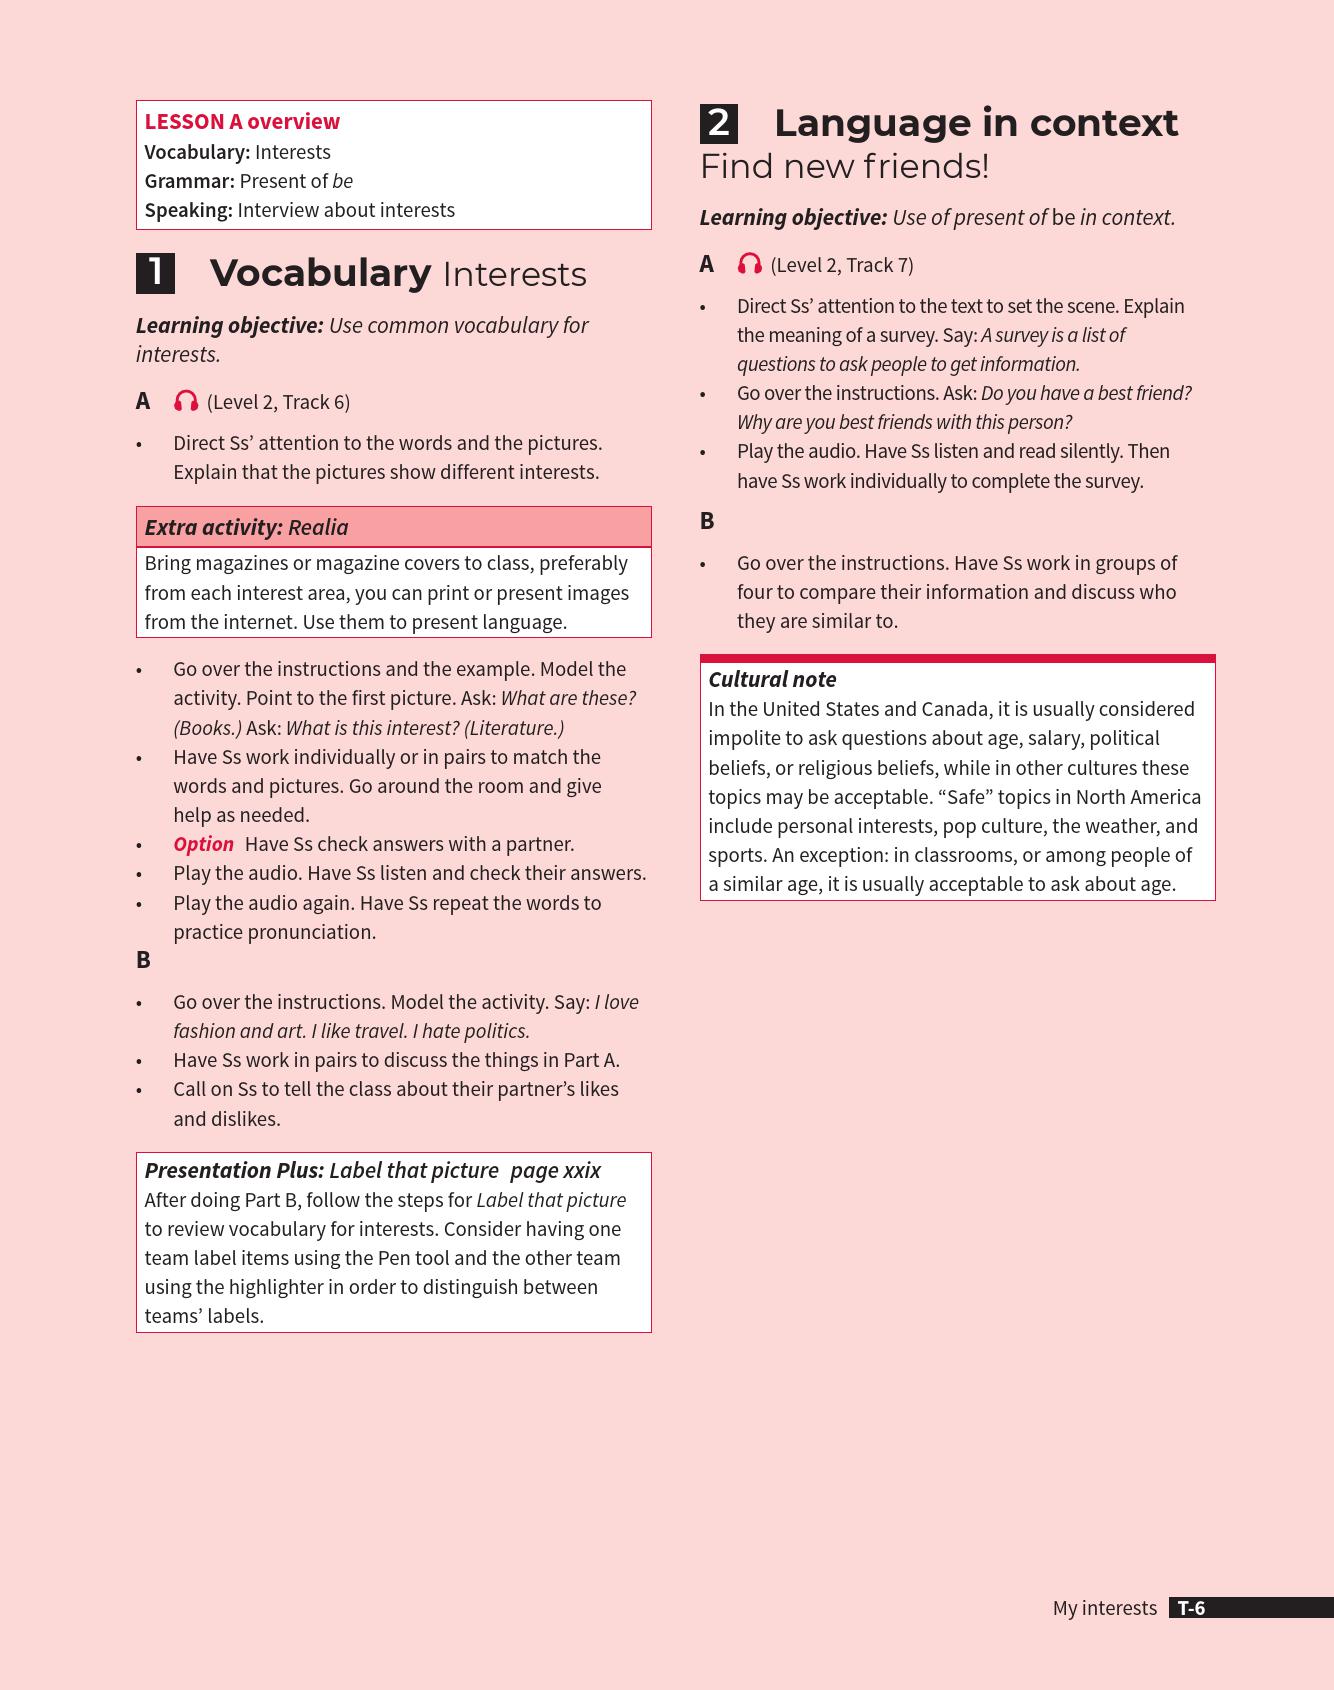 LESSON A overview
Vocabulary: Interests
Grammar: Present of be
Speaking: Interview about interests
1 Vocabulary Interests
Learning objective: Use common vocabulary for
interests.
A (Level 2, Track 6)
• Direct Ss’ attention to the words and the pictures.
Explain that the pictures show different interests.
Extra activity: Realia
Bring magazines or magazine covers to class, preferably
from each interest area, you can print or present images
from the internet. Use them to present language.
• Go over the instructions and the example. Model the
activity. Point to the first picture. Ask: What are these?
(Books.) Ask: What is this interest? (Literature.)
• Have Ss work individually or in pairs to match the
words and pictures. Go around the room and give
help as needed.
• Option Have Ss check answers with a partner.
• Play the audio. Have Ss listen and check their answers.
• Play the audio again. Have Ss repeat the words to
practice pronunciation.
B
• Go over the instructions. Model the activity. Say: I love
fashion and art. I like travel. I hate politics.
• Have Ss work in pairs to discuss the things in Part A.
• Call on Ss to tell the class about their partner’s likes
and dislikes.
Presentation Plus: Label that picture page xxix
After doing Part B, follow the steps for Label that picture
to review vocabulary for interests. Consider having one
team label items using the Pen tool and the other team
using the highlighter in order to distinguish between
teams’ labels.
2 Language in context
Find new friends!
Learning objective: Use of present of be in context.
A (Level 2, Track 7)
• Direct Ss’ attention to the text to set the scene. Explain
the meaning of a survey. Say: A survey is a list of
questions to ask people to get information.
• Go over the instructions. Ask: Do you have a best friend?
Why are you best friends with this person?
• Play the audio. Have Ss listen and read silently. Then
have Ss work individually to complete the survey.
B
• Go over the instructions. Have Ss work in groups of
four to compare their information and discuss who
they are similar to.
Cultural note
In the United States and Canada, it is usually considered
impolite to ask questions about age, salary, political
beliefs, or religious beliefs, while in other cultures these
topics may be acceptable. “Safe” topics in North America
include personal interests, pop culture, the weather, and
sports. An exception: in classrooms, or among people of
a similar age, it is usually acceptable to ask about age.
My interests T-6